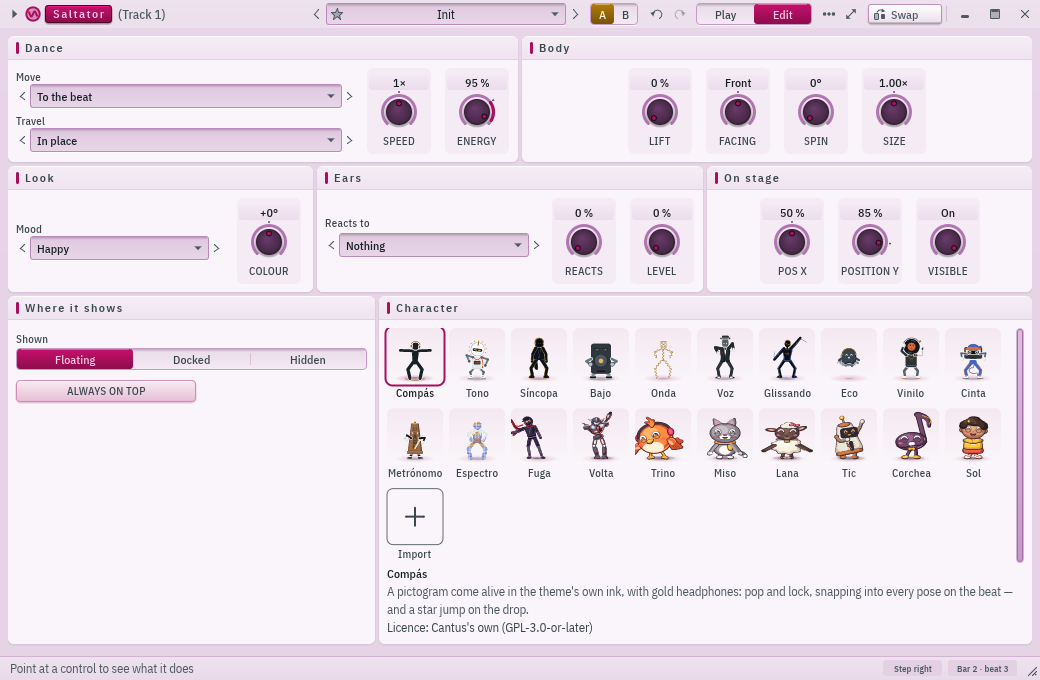 Saltator (Track 1) Init A B Play Edit Swap
Dance
Body
Move
To the beat
Travel
In place
1× SPEED
95 % ENERGY
0 % LIFT
Front FACING
0° SPIN
1.00× SIZE
Look
Ears
On stage
Mood
Happy
+0° COLOUR
Reacts to
Nothing
0 % REACTS
0 % LEVEL
50 % POS X
85 % POSITION Y
On VISIBLE
Where it shows
Shown
Floating Docked Hidden
ALWAYS ON TOP
Character
Compás Tono Síncopa Bajo Onda Voz Glissando Eco Vinilo Cinta
Metrónomo Espectro Fuga Volta Trino Miso Lana Tic Corchea Sol
Import
Compás
A pictogram come alive in the theme's own ink, with gold headphones: pop and lock, snapping into every pose on the beat —
and a star jump on the drop.
Licence: Cantus's own (GPL-3.0-or-later)
Point at a control to see what it does
Step right
Bar 2 · beat 3